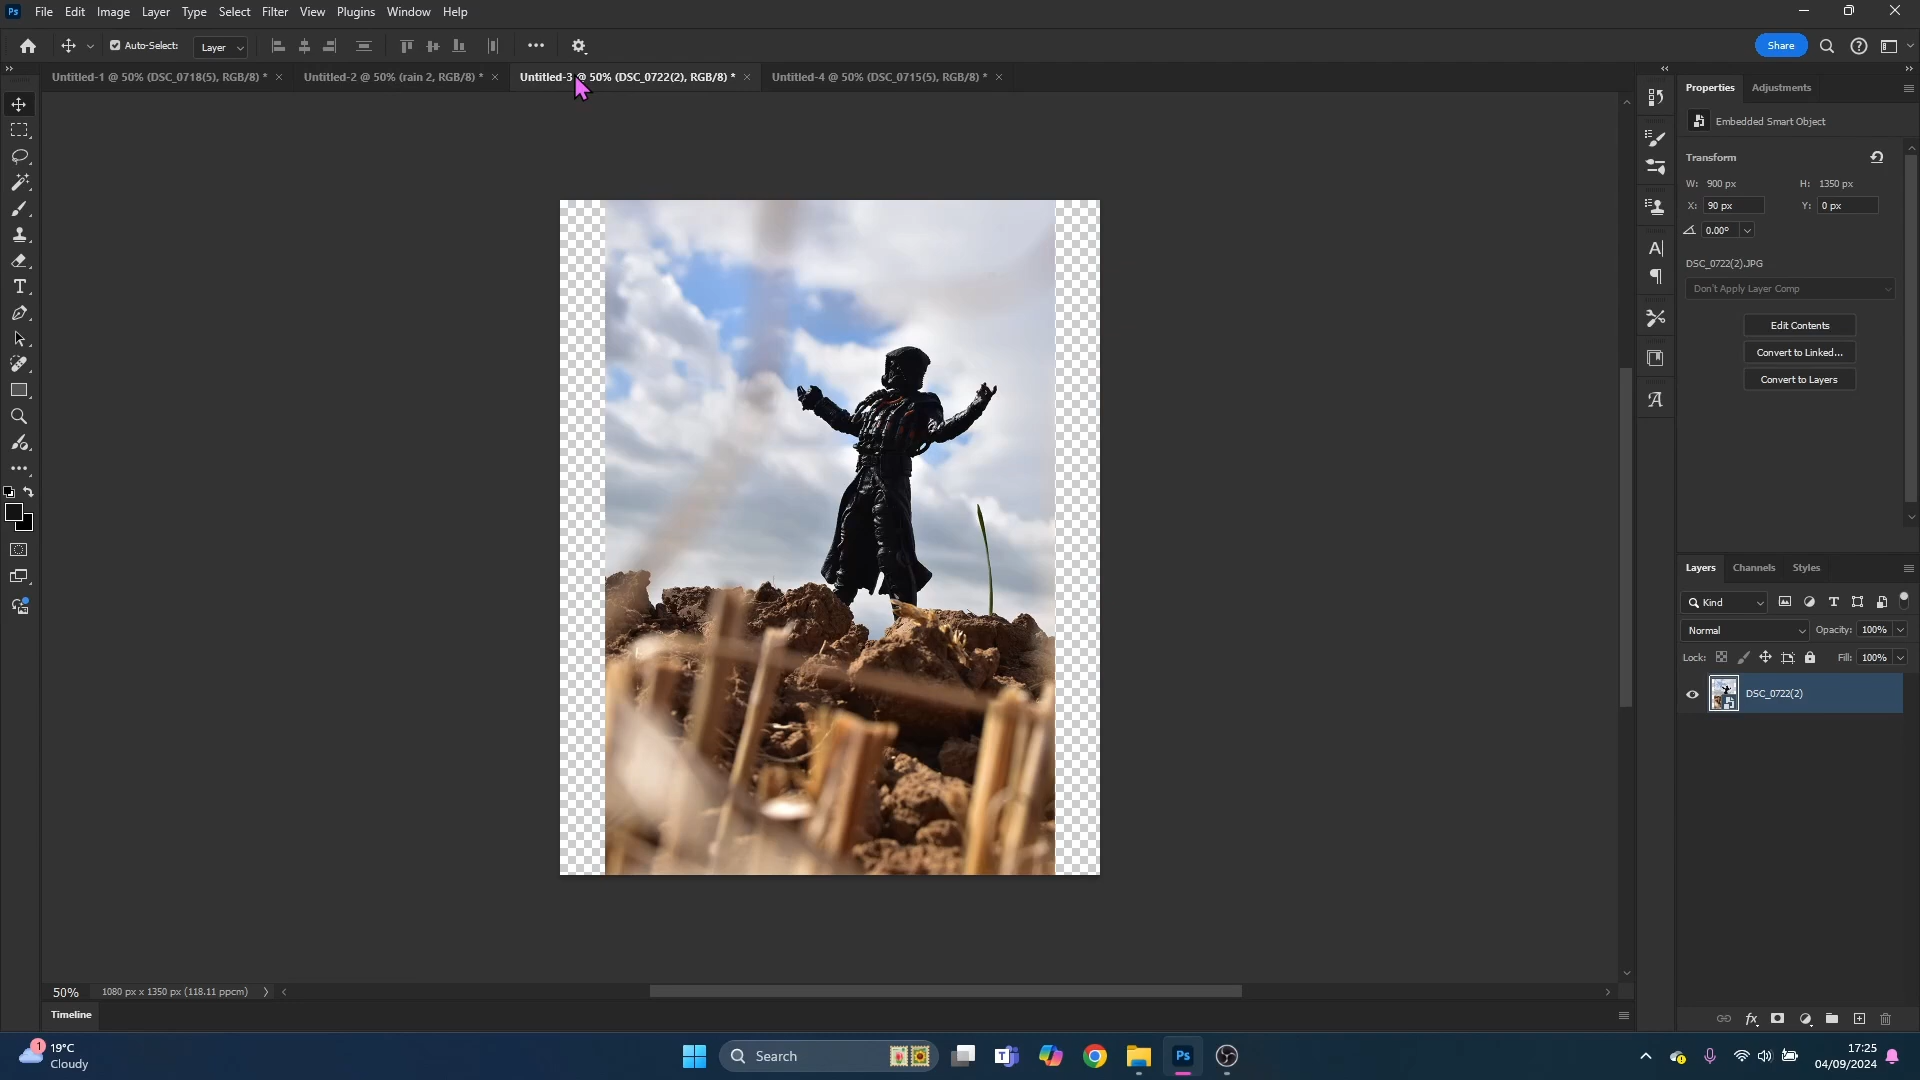 Ps File Edit Image Layer Type Select Filter View Plugins Window Help
Auto-Select: Layer Share
Untitled-1 @ 50% (DSC_0718(5), RGB/8) * Untitled-2 @ 50% (rain 2, RGB/8) * Untitled-3 @ 50% (DSC_0722(2), RGB/8) * Untitled-4 @ 50% (DSC_0715(5), RGB/8) *
Properties Adjustments
Embedded Smart Object
Transform
W: 900 px H: 1350 px
X: 90 px Y: 0 px
0.00°
DSC_0722(2).JPG
Don't Apply Layer Comp
Edit Contents
Convert to Linked...
Convert to Layers
Layers Channels Styles
Kind
Normal Opacity: 100%
Lock: Fill: 100%
DSC_0722(2)
50% 1080 px x 1350 px (118.11 ppcm)
fx
Timeline
1 19°C
Cloudy
Search
Ps
17:25
04/09/2024